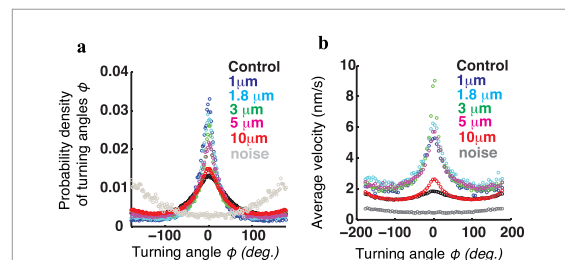 a
Control
1μm
1.8 μm
3 μm
5 μm
10μm
noise
0.04
0.03
0.02
0.01
0
−100
0
100
Probability density
of turning angles ϕ
Turning angle ϕ (deg.)
b
Control
1μm
1.8 μm
3 μm
5 μm
10μm
noise
10
8
6
4
2
0
−200
−100
0
100
200
Average velocity (nm/s)
Turning angle ϕ (deg.)